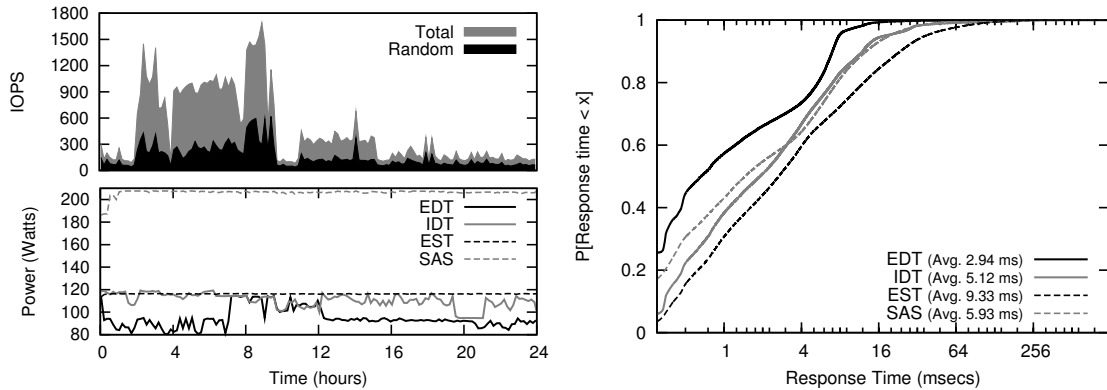 1800
1500
1200
900
600
300
0
IOPS
Total
Random
200
180
160
140
120
100
80
Power (Watts)
EDT
IDT
EST
SAS
0 4 8 12 16 20 24
Time (hours)
1
0.8
0.6
0.4
0.2
0
P[Response time < x]
EDT (Avg. 2.94 ms)
IDT (Avg. 5.12 ms)
EST (Avg. 9.33 ms)
SAS (Avg. 5.93 ms)
1 4 16 64 256
Response Time (msecs)